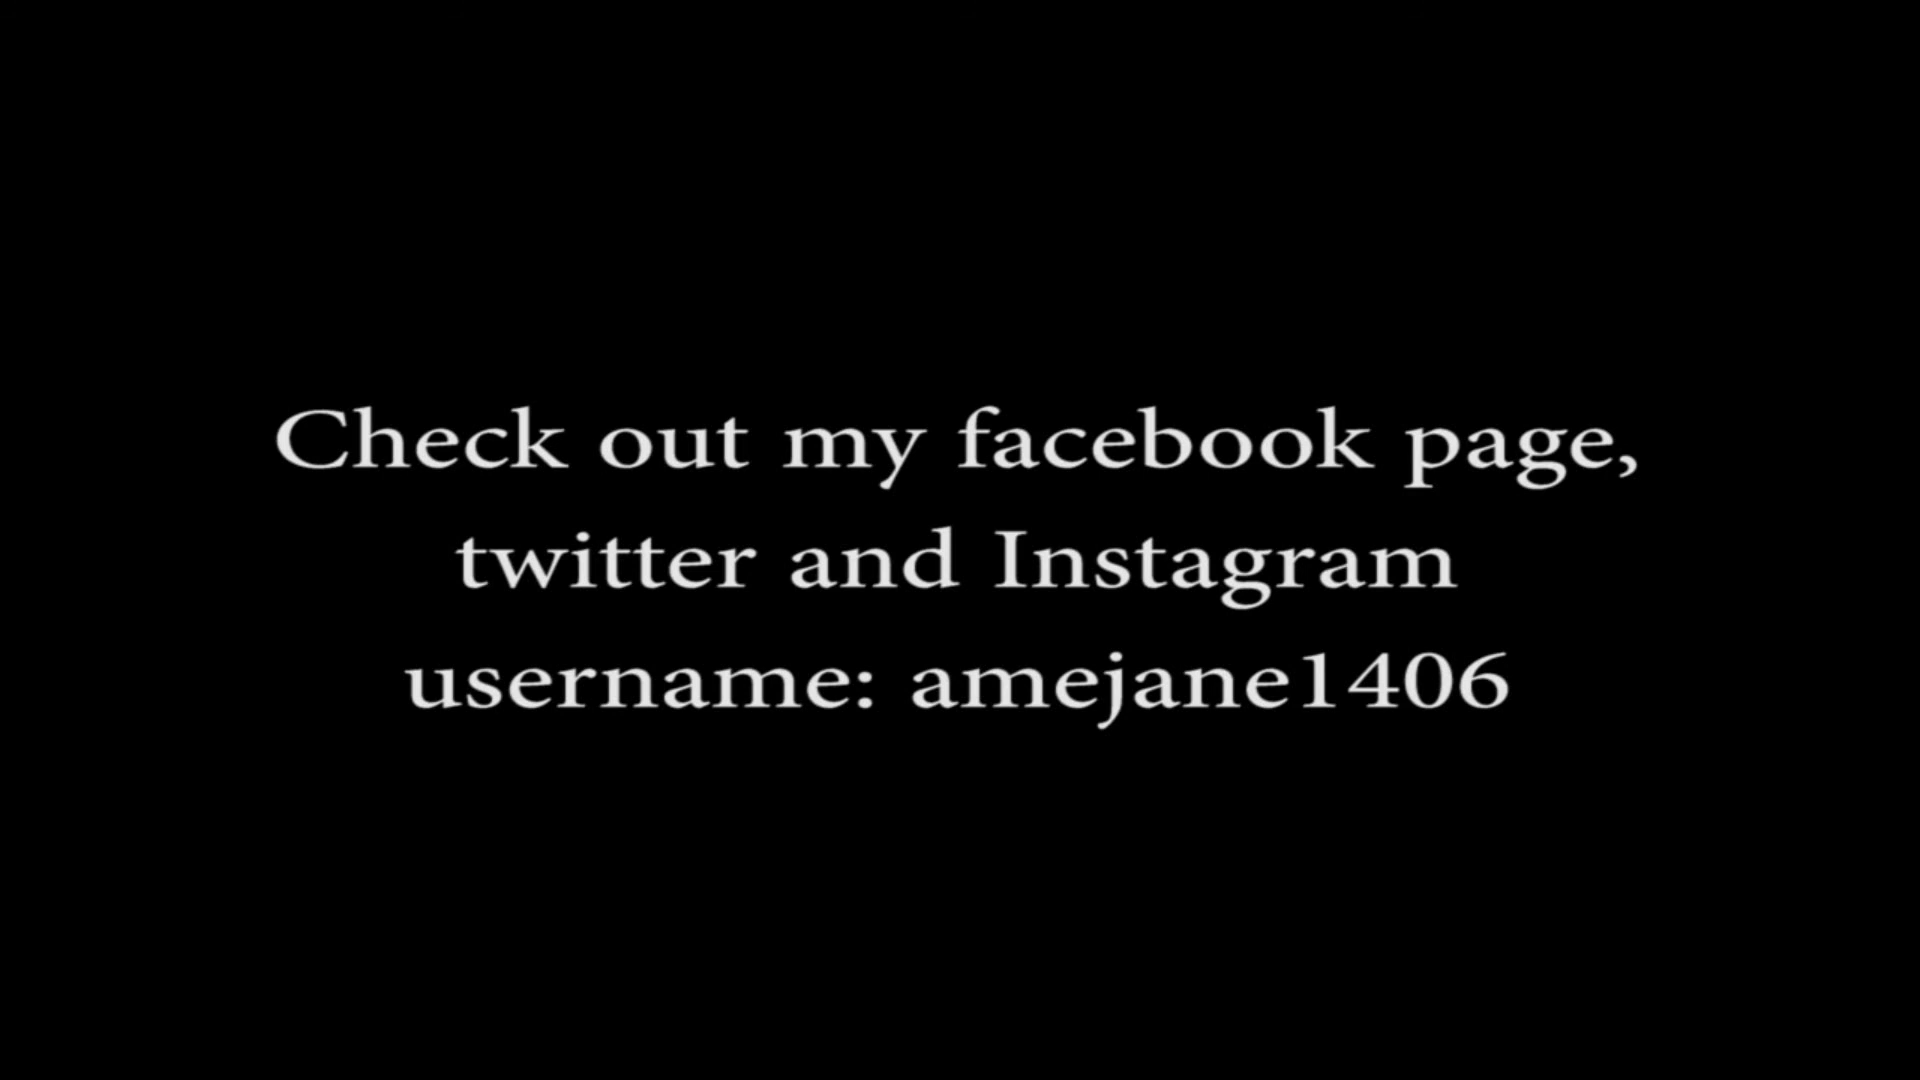 Check out my facebook page,
twitter and Instagram
username: amejane1406